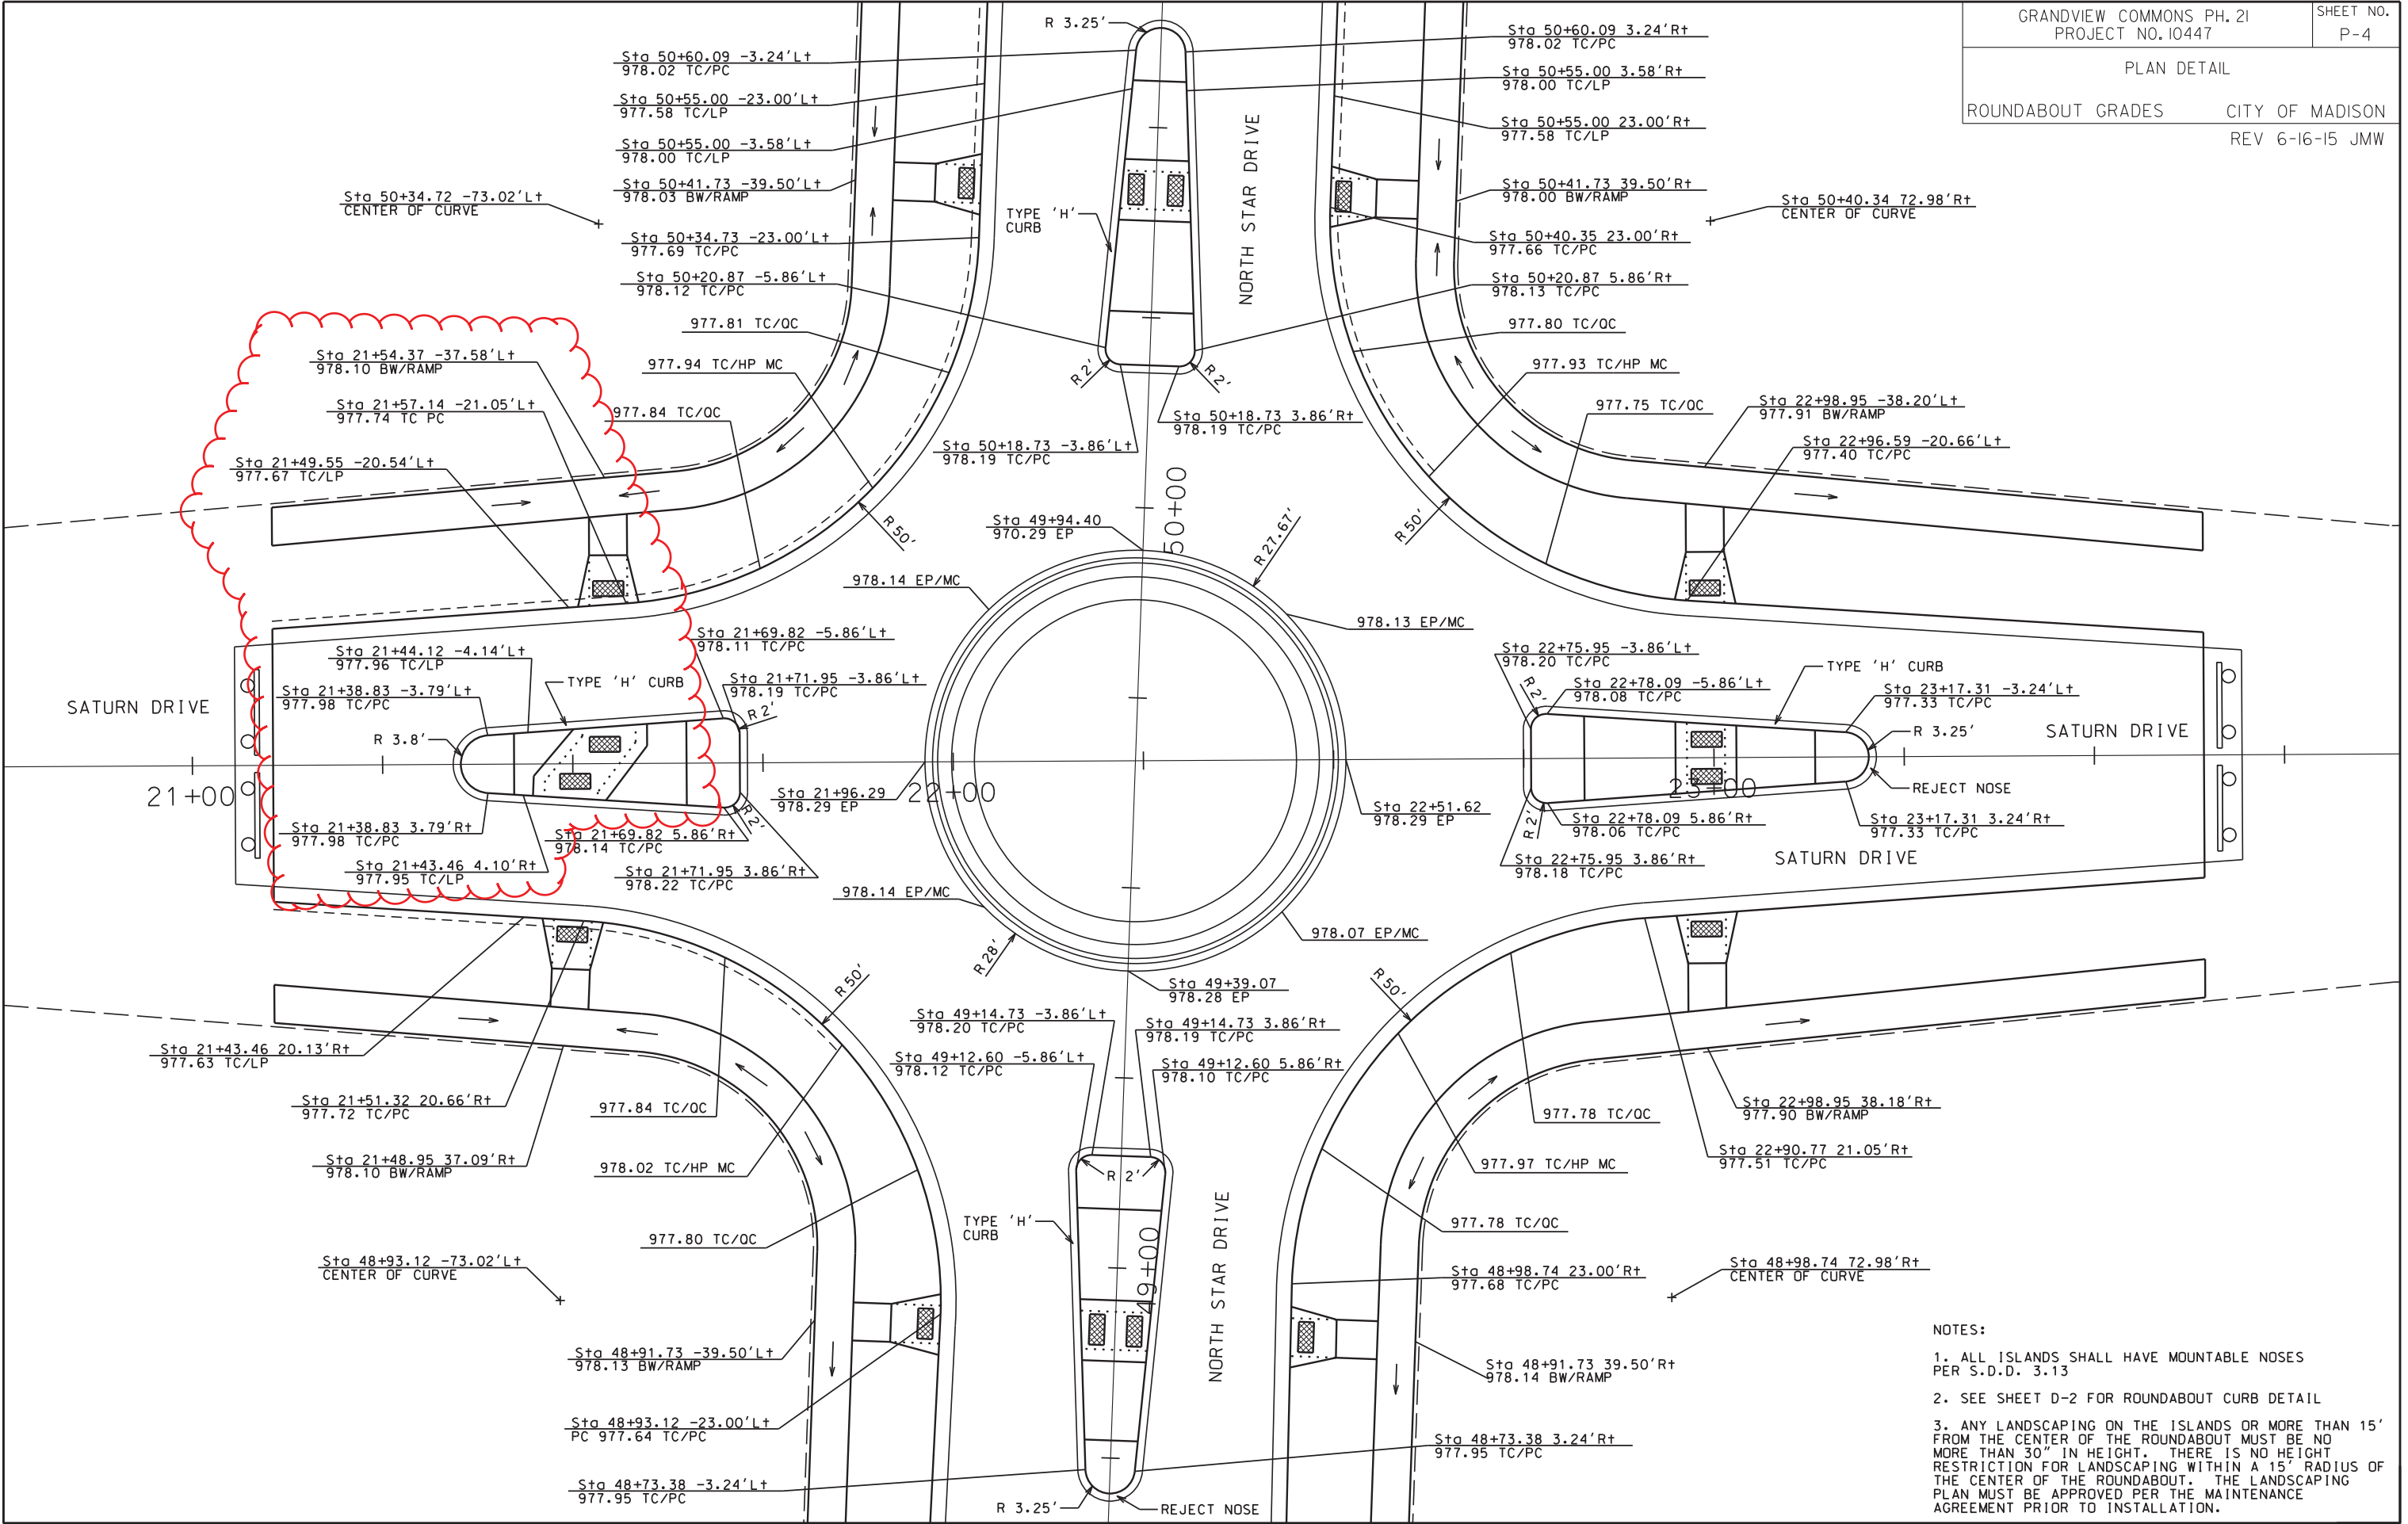 GRANDVIEW COMMONS PH. 21
PROJECT NO. 10447
SHEET NO.
P-4
PLAN DETAIL
ROUNDABOUT GRADES CITY OF MADISON
REV 6-16-15 JMW
R 3.25'
Sta 50+60.09 -3.24'Lt
978.02 TC/PC
Sta 50+55.00 -23.00'Lt
977.58 TC/LP
Sta 50+55.00 -3.58'Lt
978.00 TC/LP
Sta 50+41.73 -39.50'Lt
978.03 BW/RAMP
Sta 50+34.72 -73.02'Lt
CENTER OF CURVE
Sta 50+34.73 -23.00'Lt
977.69 TC/PC
Sta 50+20.87 -5.86'Lt
978.12 TC/PC
977.81 TC/QC
977.94 TC/HP MC
977.84 TC/QC
TYPE 'H'
CURB
NORTH STAR DRIVE
Sta 50+60.09 3.24'Rt
978.02 TC/PC
Sta 50+55.00 3.58'Rt
978.00 TC/LP
Sta 50+55.00 23.00'Rt
977.58 TC/LP
Sta 50+41.73 39.50'Rt
978.00 BW/RAMP
Sta 50+40.34 72.98'Rt
CENTER OF CURVE
Sta 50+40.35 23.00'Rt
977.66 TC/PC
Sta 50+20.87 5.86'Rt
978.13 TC/PC
977.80 TC/QC
977.93 TC/HP MC
977.75 TC/QC
R 2'
R 2'
Sta 50+18.73 3.86'Rt
978.19 TC/PC
Sta 50+18.73 -3.86'Lt
978.19 TC/PC
Sta 22+98.95 -38.20'Lt
977.91 BW/RAMP
Sta 22+96.59 -20.66'Lt
977.40 TC/PC
Sta 21+54.37 -37.58'Lt
978.10 BW/RAMP
Sta 21+57.14 -21.05'Lt
977.74 TC PC
Sta 21+49.55 -20.54'Lt
977.67 TC/LP
R 50'
R 50'
50+00
Sta 49+94.40
970.29 EP
R 27.67'
978.14 EP/MC
978.13 EP/MC
Sta 21+69.82 -5.86'Lt
978.11 TC/PC
Sta 21+44.12 -4.14'Lt
977.96 TC/LP
TYPE 'H' CURB
Sta 21+71.95 -3.86'Lt
978.19 TC/PC
Sta 21+38.83 -3.79'Lt
977.98 TC/PC
R 2'
R 3.8'
SATURN DRIVE
21+00
22+00
23+00
Sta 22+75.95 -3.86'Lt
978.20 TC/PC
TYPE 'H' CURB
R 2'
Sta 22+78.09 -5.86'Lt
978.08 TC/PC
Sta 23+17.31 -3.24'Lt
977.33 TC/PC
R 3.25'
SATURN DRIVE
REJECT NOSE
Sta 21+96.29
978.29 EP
Sta 22+51.62
978.29 EP
Sta 21+38.83 3.79'Rt
977.98 TC/PC
Sta 21+69.82 5.86'Rt
978.14 TC/PC
R 2'
Sta 21+43.46 4.10'Rt
977.95 TC/LP
Sta 21+71.95 3.86'Rt
978.22 TC/PC
R 2'
Sta 22+78.09 5.86'Rt
978.06 TC/PC
Sta 23+17.31 3.24'Rt
977.33 TC/PC
Sta 22+75.95 3.86'Rt
978.18 TC/PC
SATURN DRIVE
978.14 EP/MC
978.07 EP/MC
R 28'
R 50'
R 50'
Sta 49+39.07
978.28 EP
Sta 49+14.73 -3.86'Lt
978.20 TC/PC
Sta 49+14.73 3.86'Rt
978.19 TC/PC
Sta 49+12.60 -5.86'Lt
978.12 TC/PC
Sta 49+12.60 5.86'Rt
978.10 TC/PC
Sta 21+43.46 20.13'Rt
977.63 TC/LP
Sta 21+51.32 20.66'Rt
977.72 TC/PC
977.84 TC/QC
Sta 21+48.95 37.09'Rt
978.10 BW/RAMP
978.02 TC/HP MC
977.80 TC/QC
R 2'
977.78 TC/QC
Sta 22+98.95 38.18'Rt
977.90 BW/RAMP
Sta 22+90.77 21.05'Rt
977.51 TC/PC
977.97 TC/HP MC
977.78 TC/QC
TYPE 'H'
CURB
49+00
NORTH STAR DRIVE
Sta 48+93.12 -73.02'Lt
CENTER OF CURVE
Sta 48+98.74 23.00'Rt
977.68 TC/PC
Sta 48+98.74 72.98'Rt
CENTER OF CURVE
Sta 48+91.73 -39.50'Lt
978.13 BW/RAMP
Sta 48+91.73 39.50'Rt
978.14 BW/RAMP
Sta 48+93.12 -23.00'Lt
PC 977.64 TC/PC
Sta 48+73.38 3.24'Rt
977.95 TC/PC
Sta 48+73.38 -3.24'Lt
977.95 TC/PC
R 3.25'
REJECT NOSE
NOTES:
1. ALL ISLANDS SHALL HAVE MOUNTABLE NOSES
PER S.D.D. 3.13
2. SEE SHEET D-2 FOR ROUNDABOUT CURB DETAIL
3. ANY LANDSCAPING ON THE ISLANDS OR MORE THAN 15'
FROM THE CENTER OF THE ROUNDABOUT MUST BE NO
MORE THAN 30" IN HEIGHT. THERE IS NO HEIGHT
RESTRICTION FOR LANDSCAPING WITHIN A 15' RADIUS OF
THE CENTER OF THE ROUNDABOUT. THE LANDSCAPING
PLAN MUST BE APPROVED PER THE MAINTENANCE
AGREEMENT PRIOR TO INSTALLATION.